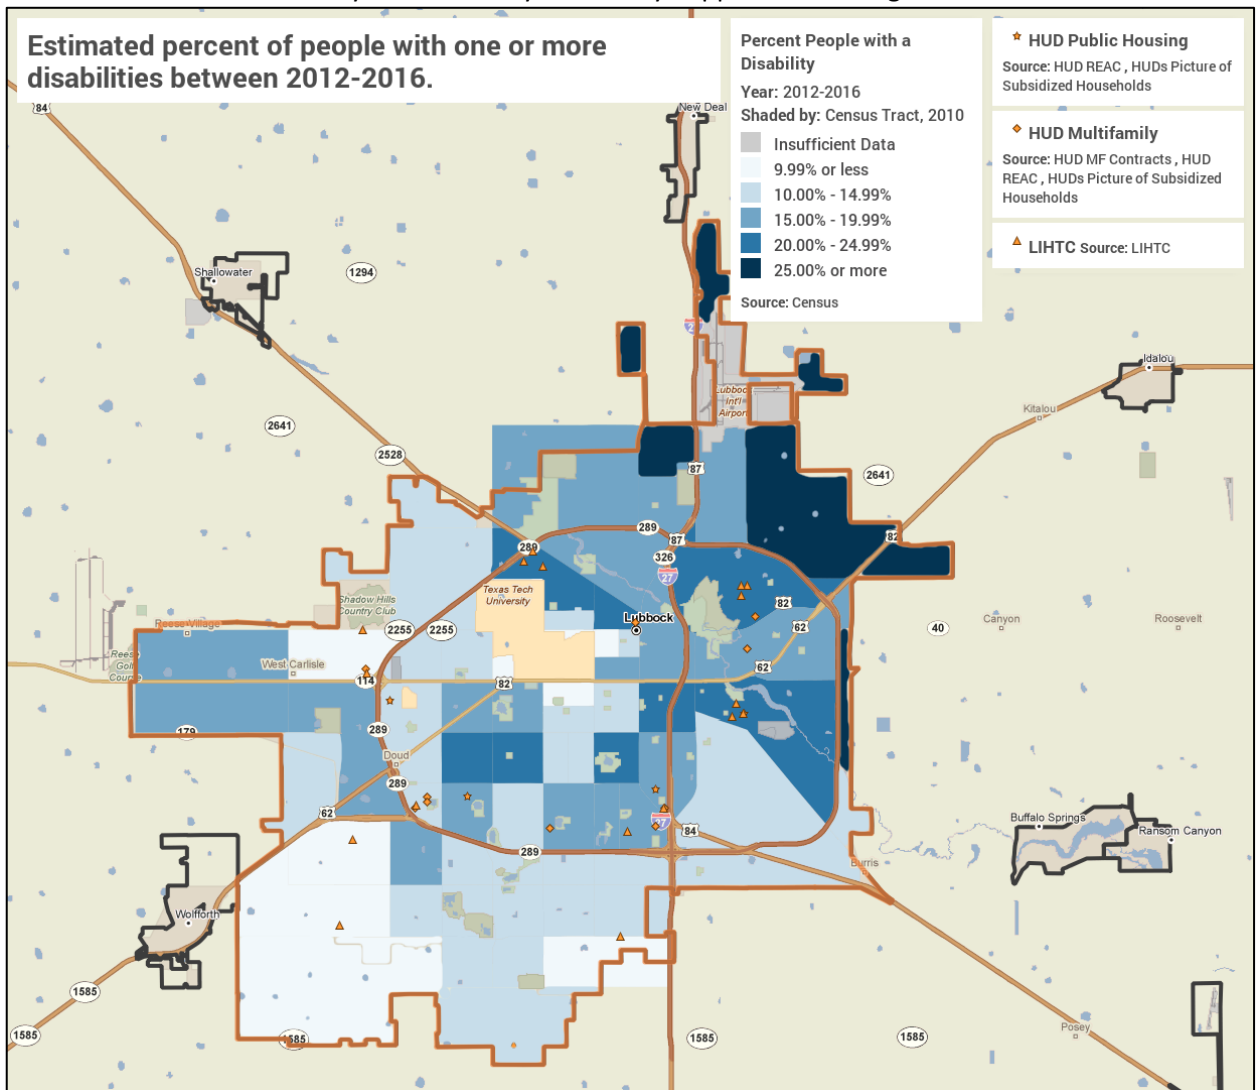 Estimated percent of people with one or more
disabilities between 2012-2016.
Percent People with a
Disability
Year: 2012-2016
Shaded by: Census Tract, 2010
Insufficient Data
9.99% or less
10.00% - 14.99%
15.00% - 19.99%
20.00% - 24.99%
25.00% or more
Source: Census
HUD Public Housing
Source: HUD REAC , HUDs Picture of
Subsidized Households
HUD Multifamily
Source: HUD MF Contracts , HUD
REAC , HUDs Picture of Subsidized
Households
LIHTC Source: LIHTC
84
New Deal
Shallowater
1294
Lubbock
Int'l
Airport
Idalou
Kitalou
2641
2528
87
2641
289
289
87
82
326
27
Texas Tech
University
Shadow Hills
Country Club
82
Lubbock
62
Reese Village
2255
2255
40
Canyon
Roosevelt
Reese
Golf
Course
West Carlisle
62
114
82
179
289
Doud
289
62
27
84
Buffalo Springs
Ransom Canyon
289
Burris
Wolfforth
1585
1585
1585
1585
1585
Posey